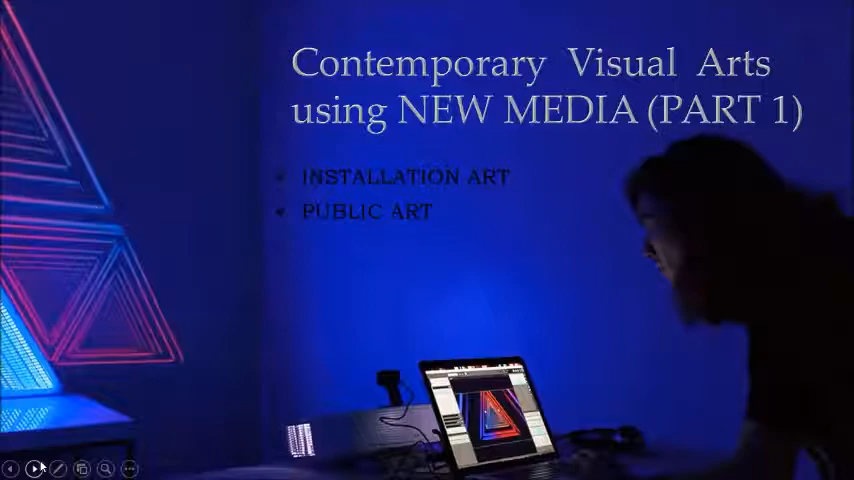 Contemporary Visual Arts
using NEW MEDIA (PART 1)
INSTALLATION ART
PUBLIC ART